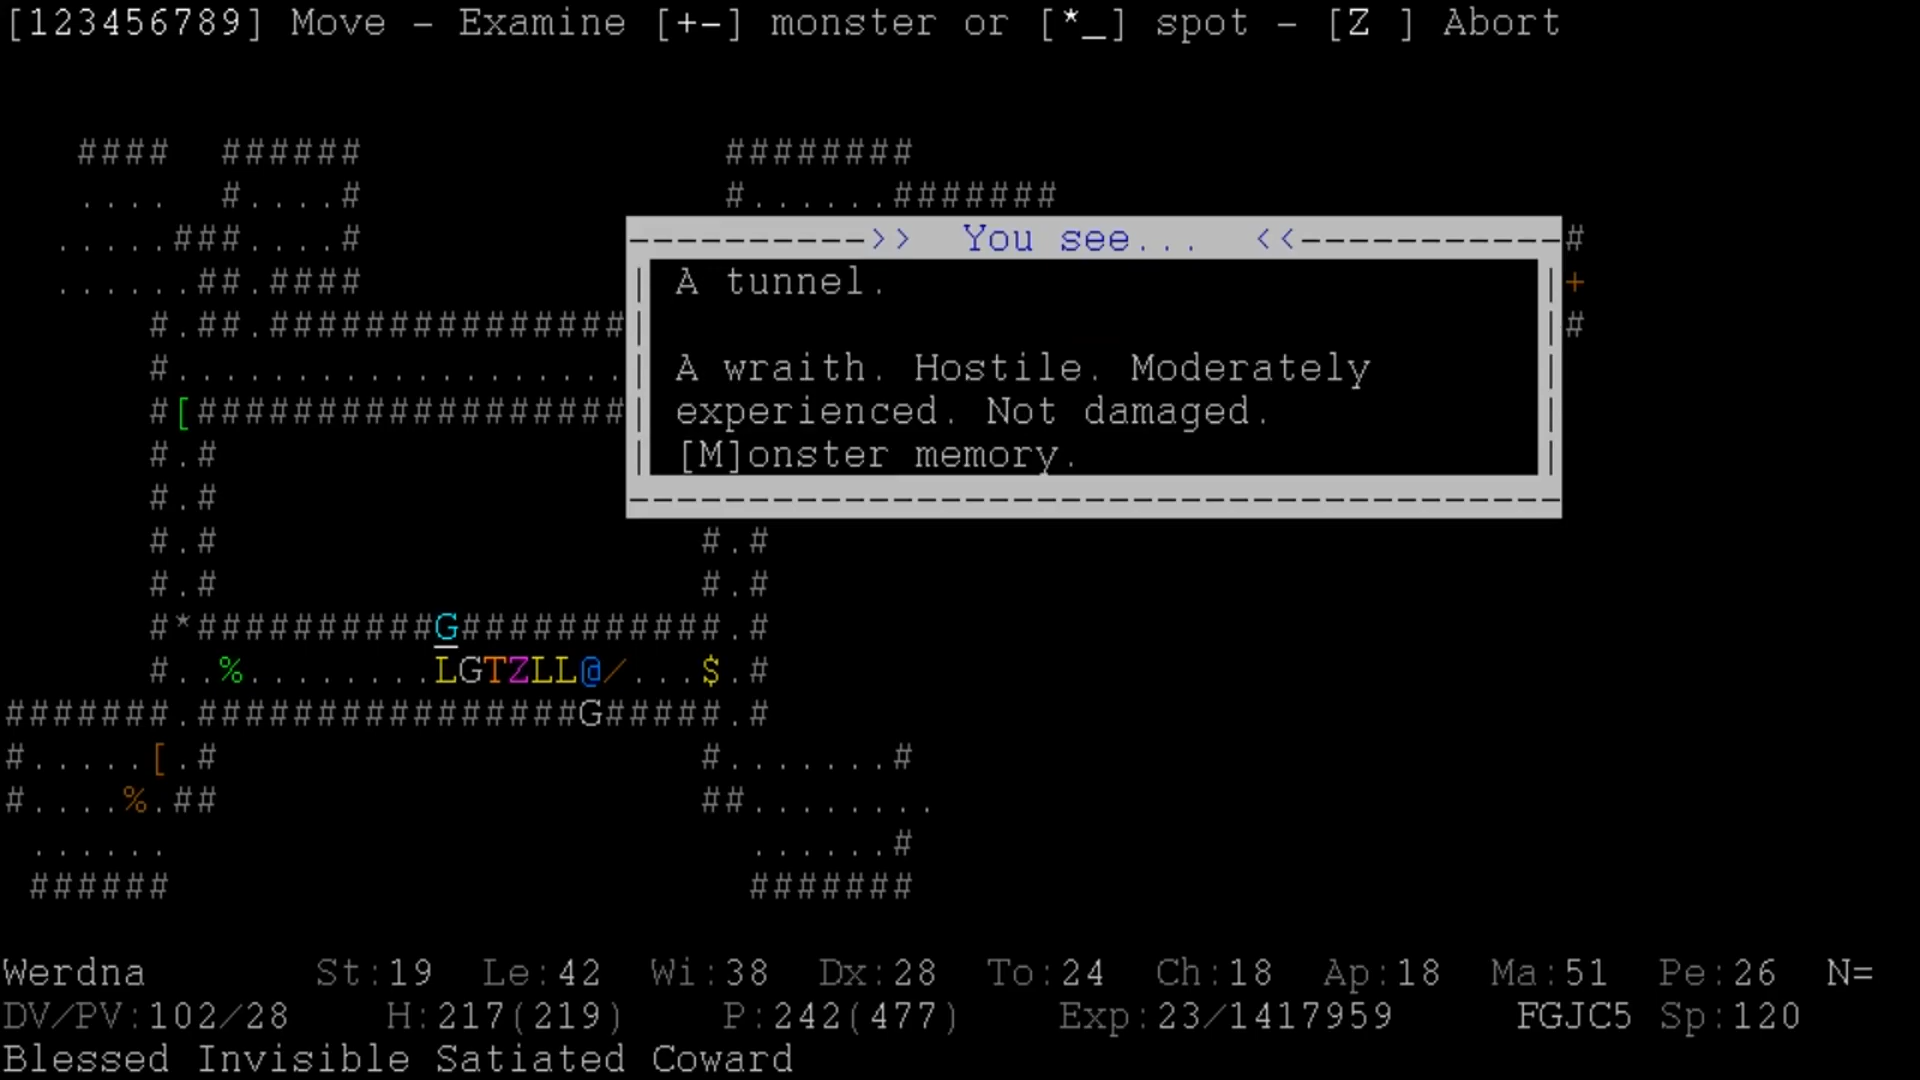 [123456789] Move - Examine [+-] monster or [*_] spot - [Z ] Abort
   ####  ######               ########
   ....  #....#               #......#######
  .....###....#           ---------->>  You see...  <<-----------#
  ......##.####           |A tunnel.                            |+
      #.##.###############|                                     |#
      #...................|A wraith. Hostile. Moderately        |
      #[##################|experienced. Not damaged.            |
      #.#                 |[M]onster memory.                    |
      #.#                 ---------------------------------------
      #.#                    #.#
      #.#                    #.#
      #*##########G###########.#
      #..%........LGTZLL@/...$.#
#######.################G#####.#
#.....[.#                    #.......#
#....%.##                    ##........
 ......                        ......#
 ######                        #######
Werdna       St:19  Le:42  Wi:38  Dx:28  To:24  Ch:18  Ap:18  Ma:51  Pe:26  N=
DV/PV:102/28    H:217(219)    P:242(477)    Exp:23/1417959     FGJC5 Sp:120
Blessed Invisible Satiated Coward